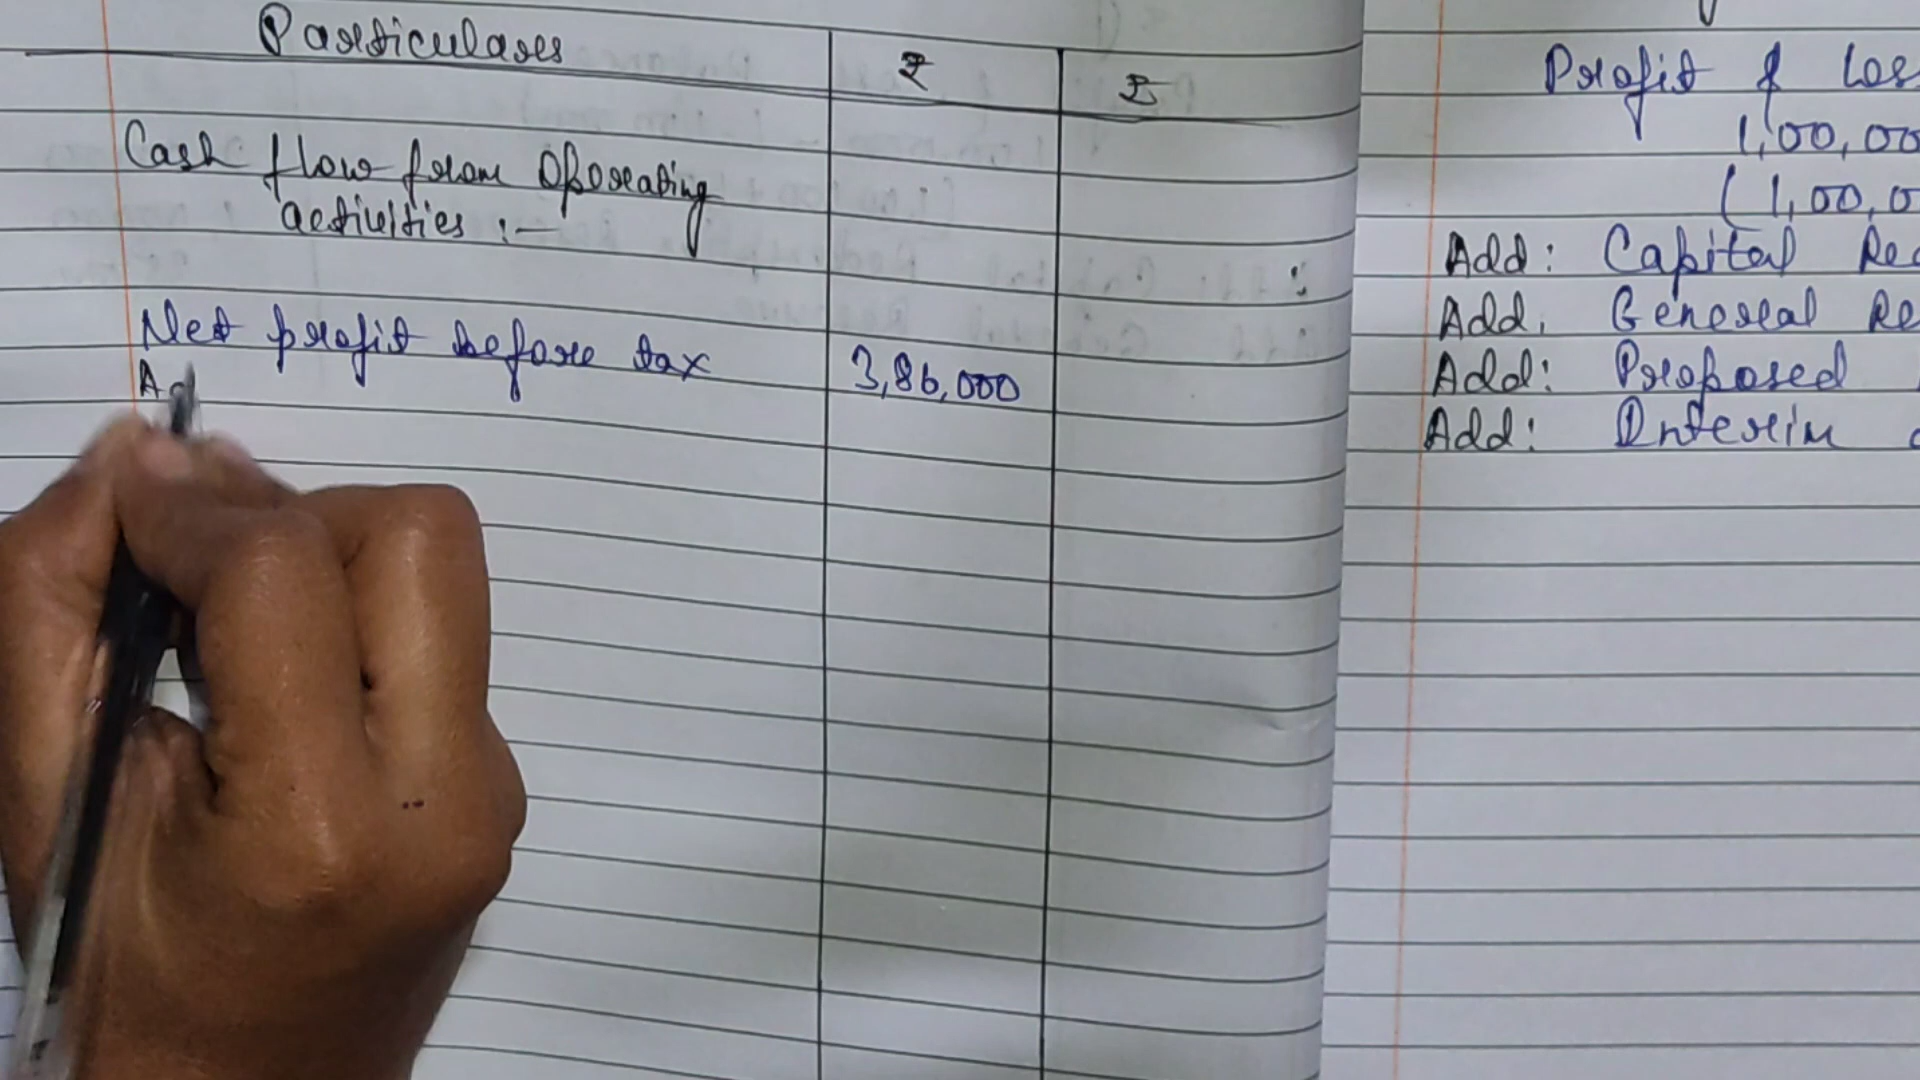 Particulars ₹ ₹
Cash flow from Operating
activities :-
Net profit before tax 3,86,000
Ad
Profit & Los
1,00,00
( 1,00,0
Add: Capital Re
Add. General Re
Add: Proposed
Add: Interim